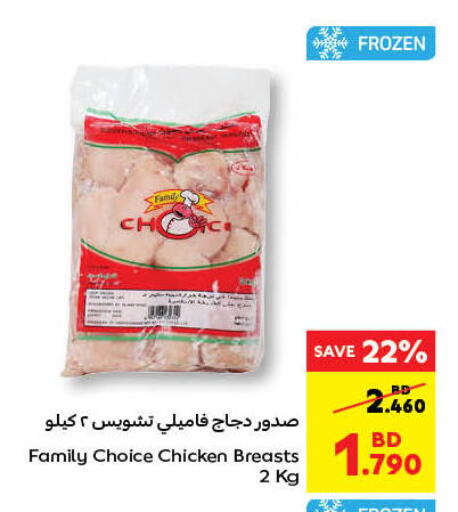 FROZEN
Family
CHOICE
SAVE 22%
BD
2.460
BD
1.790
صدور دجاج فاميلي تشويس ٢ كيلو
Family Choice Chicken Breasts
2 Kg
FROZEN